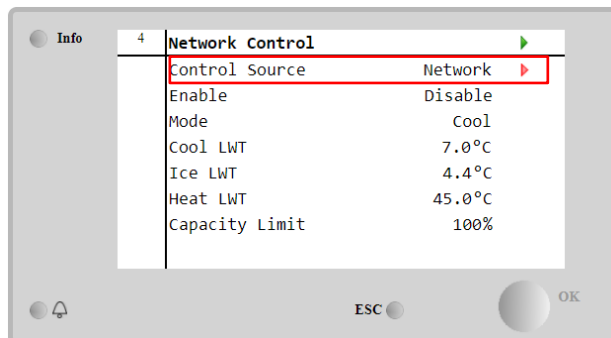 Info
4 Network Control
Control Source Network
Enable Disable
Mode Cool
Cool LWT 7.0°C
Ice LWT 4.4°C
Heat LWT 45.0°C
Capacity Limit 100%
ESC OK